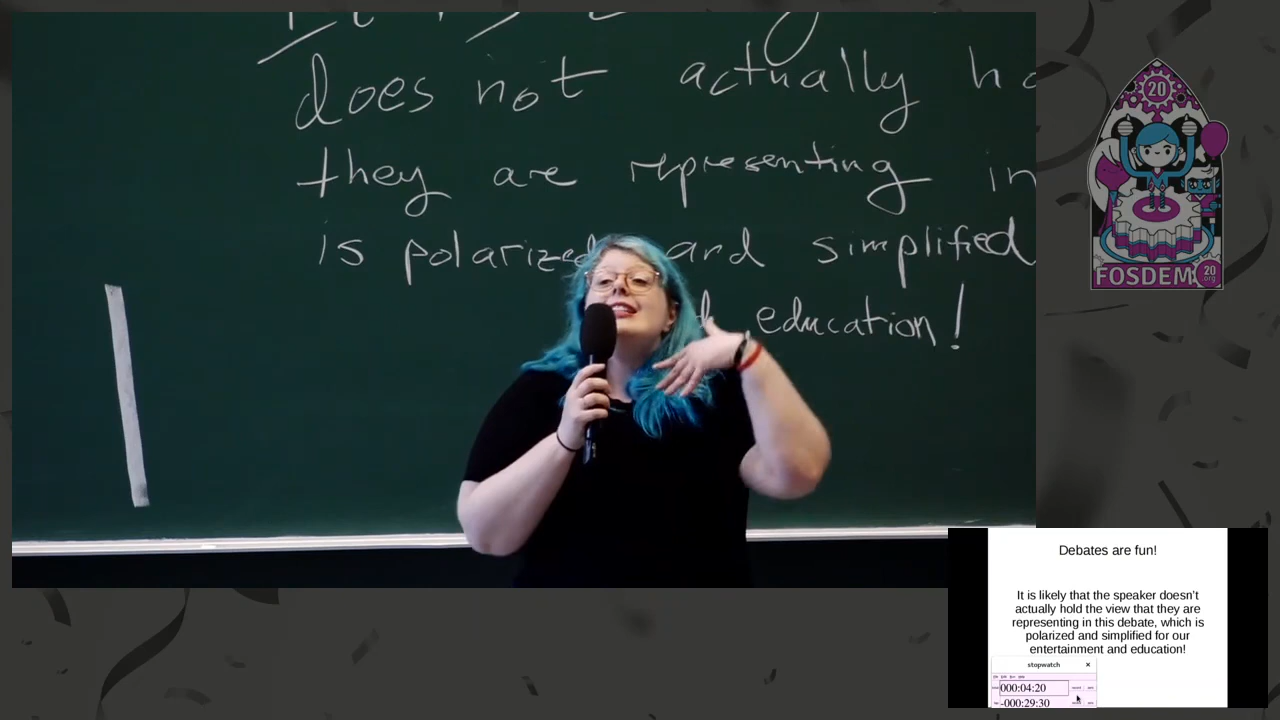 does not actually
they are representing in
is polarized and simplified
education!
20
FOSDEM 20
.org
Debates are fun!
It is likely that the speaker doesn't
actually hold the view that they are
representing in this debate, which is
polarized and simplified for our
entertainment and education!
stopwatch ×
000:04:20
-000:29:30